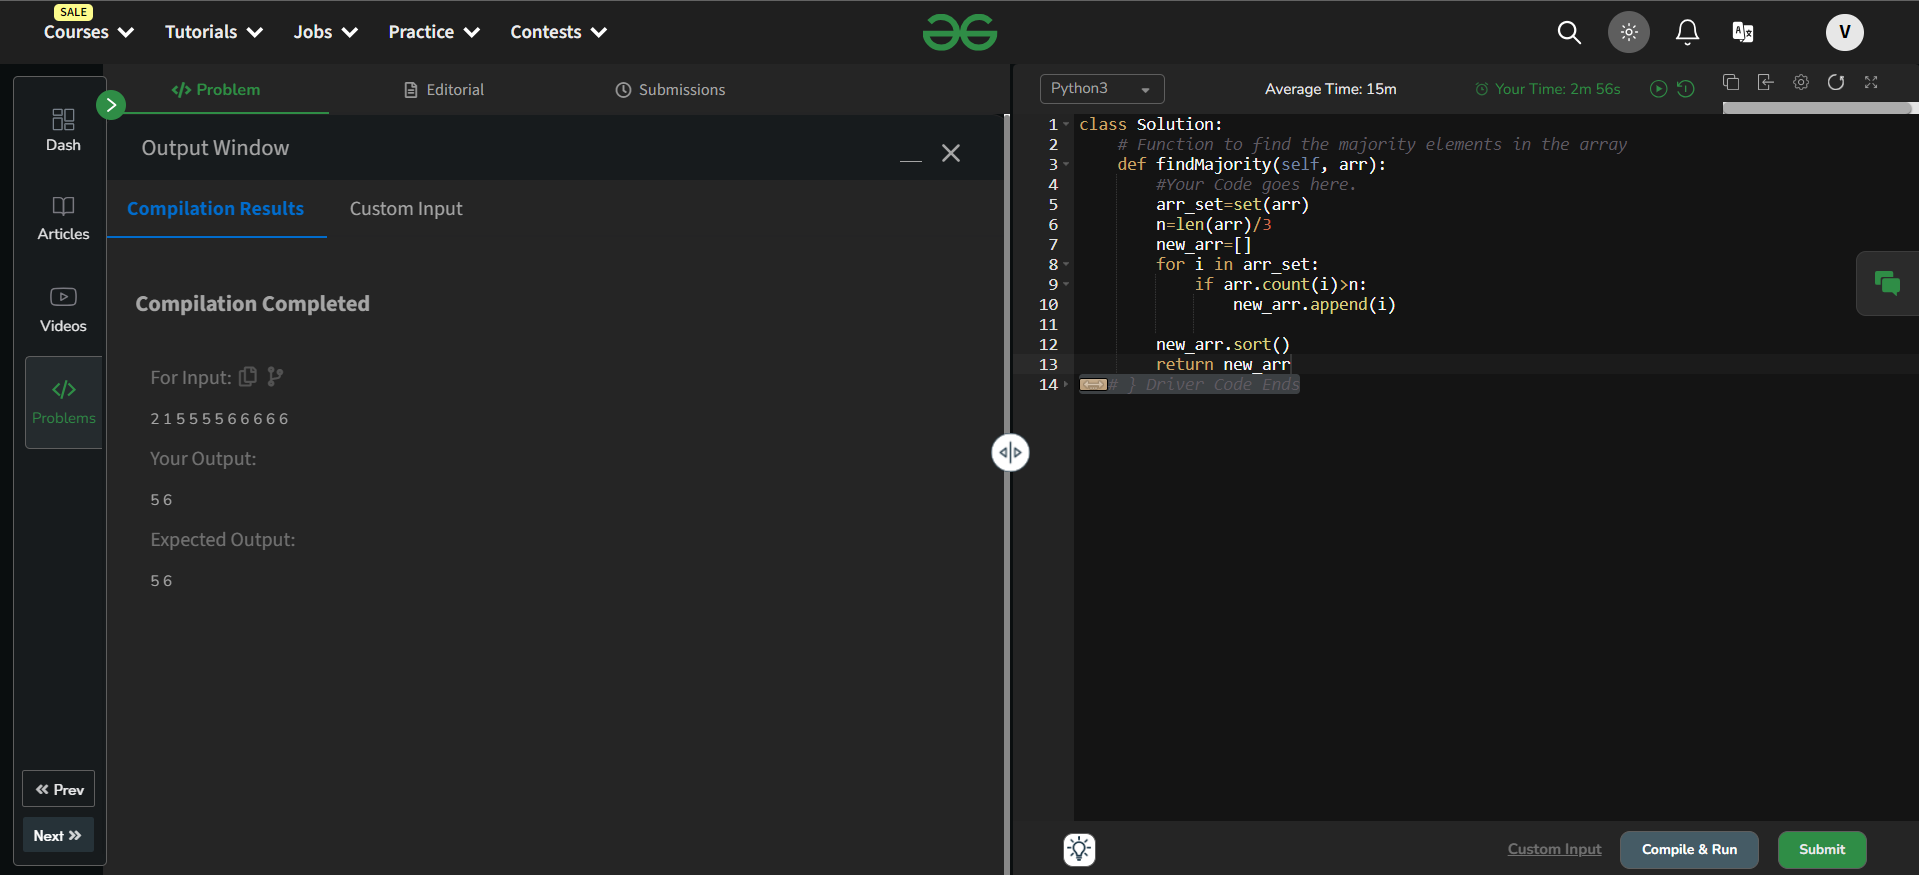 SALE
Courses Tutorials Jobs Practice Contests
V
Dash
Articles
Videos
Problems
Prev
Next
Problem Editorial Submissions
Output Window
Compilation Results Custom Input
Compilation Completed
For Input:
2 1 5 5 5 5 6 6 6 6 6
Your Output:
5 6
Expected Output:
5 6
Python3 Average Time: 15m Your Time: 2m 56s
1 class Solution:
2 # Function to find the majority elements in the array
3 def findMajority(self, arr):
4 #Your Code goes here.
5 arr_set=set(arr)
6 n=len(arr)/3
7 new_arr=[]
8 for i in arr_set:
9 if arr.count(i)>n:
10 new_arr.append(i)
11
12 new_arr.sort()
13 return new_arr
14 # } Driver Code Ends
Custom Input Compile & Run Submit